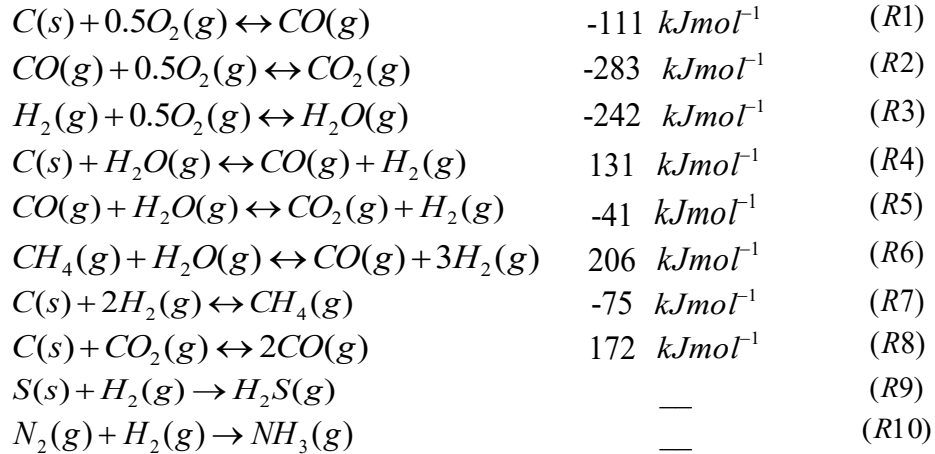 C(s)+0.5O₂(g)↔CO(g) -111 kJmol⁻¹ (R1)
CO(g)+0.5O₂(g)↔CO₂(g) -283 kJmol⁻¹ (R2)
H₂(g)+0.5O₂(g)↔H₂O(g) -242 kJmol⁻¹ (R3)
C(s)+H₂O(g)↔CO(g)+H₂(g) 131 kJmol⁻¹ (R4)
CO(g)+H₂O(g)↔CO₂(g)+H₂(g) -41 kJmol⁻¹ (R5)
CH₄(g)+H₂O(g)↔CO(g)+3H₂(g) 206 kJmol⁻¹ (R6)
C(s)+2H₂(g)↔CH₄(g) -75 kJmol⁻¹ (R7)
C(s)+CO₂(g)↔2CO(g) 172 kJmol⁻¹ (R8)
S(s)+H₂(g)→H₂S(g) __ (R9)
N₂(g)+H₂(g)→NH₃(g) __ (R10)